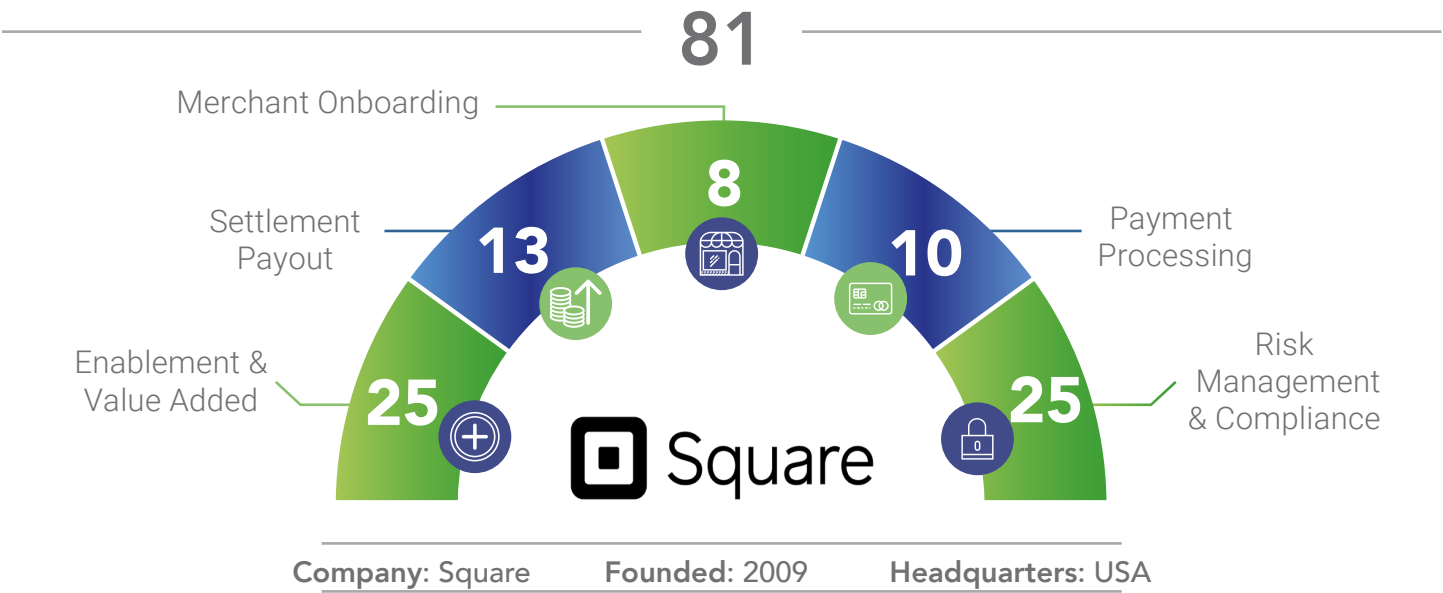 81
Merchant Onboarding
8
Settlement
Payout
13
Payment
Processing
10
Enablement &
Value Added
25
Risk
Management
& Compliance
25
0
Square
Company: Square Founded: 2009 Headquarters: USA